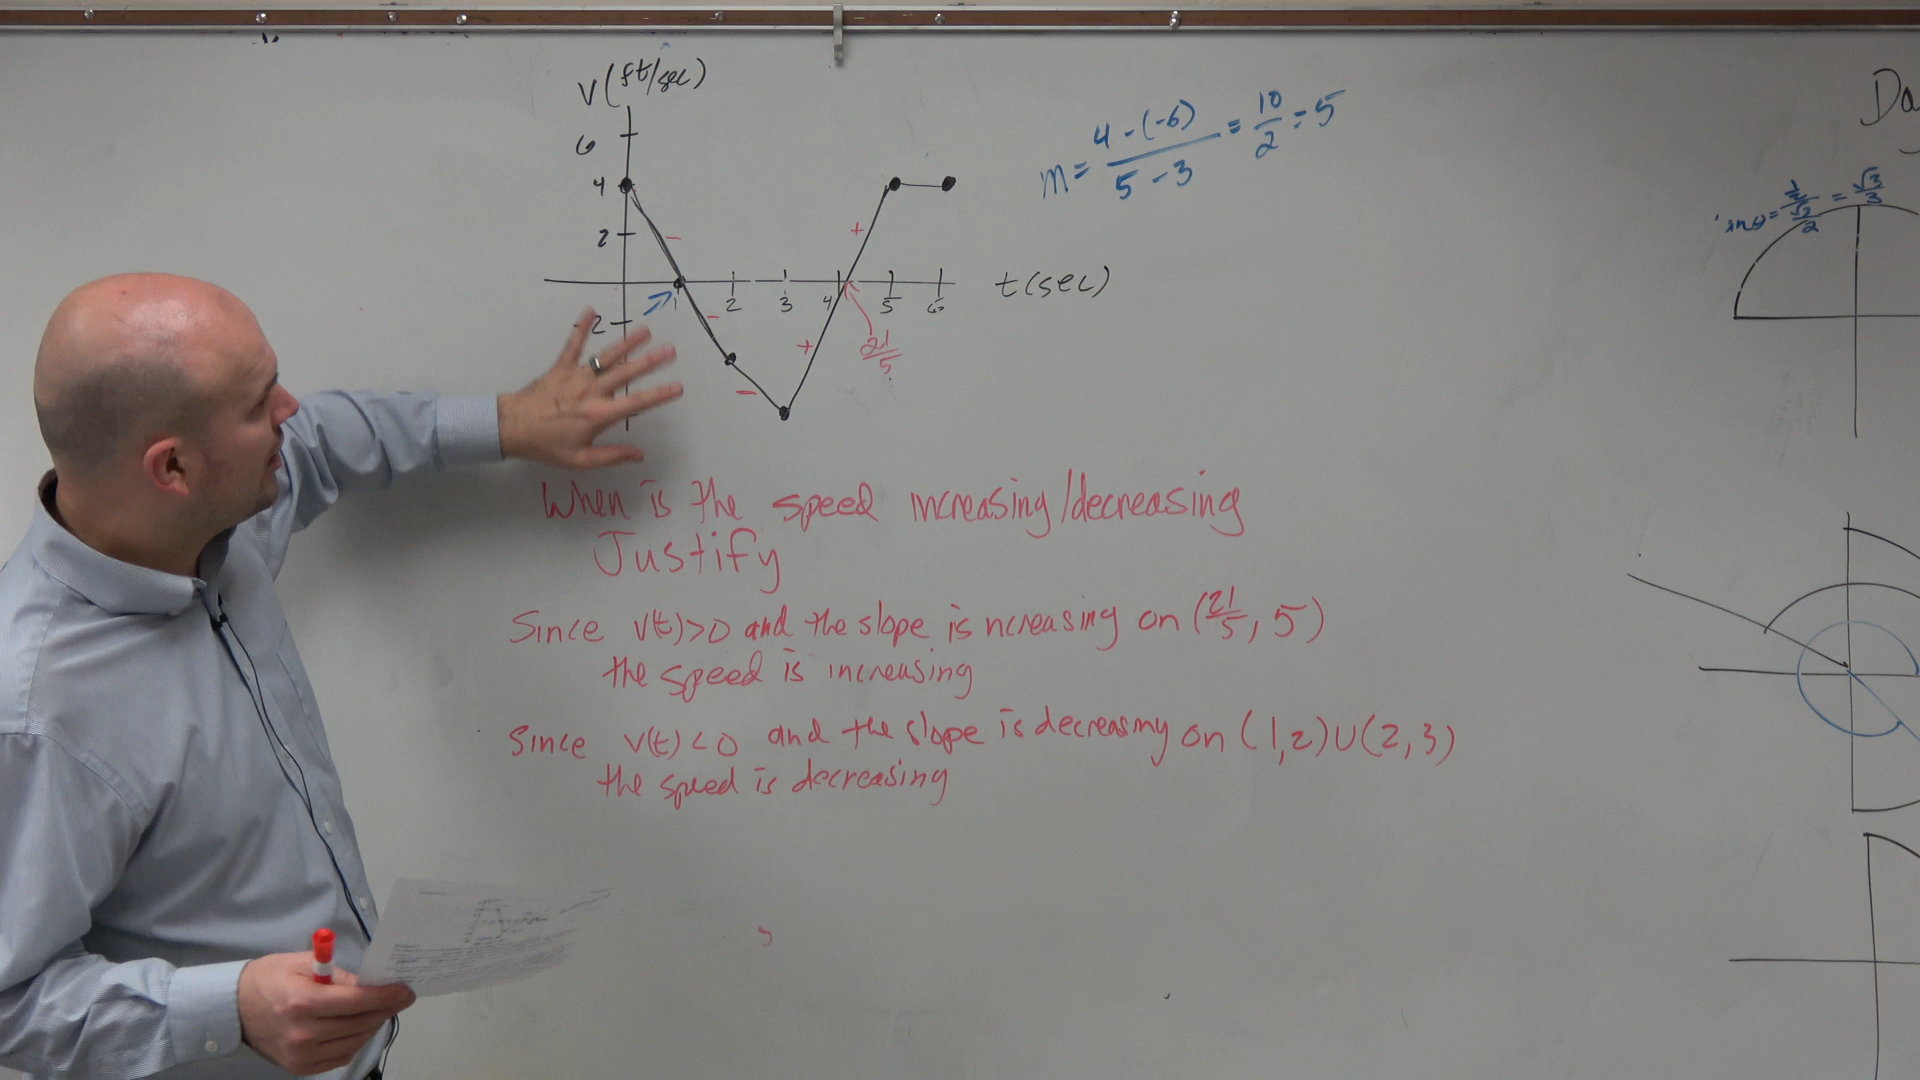 V (ft/sec)
6
4
2
-2
1 2 3 4 5 6
t (sec)
21/5
m = 4 - (-6) / 5 - 3 = 10/2 = 5
Da
When is the speed increasing/decreasing
Justify
Since v(t)>0 and the slope is ncreasing on (21/5, 5)
the speed is increasing
Since v(t)<0 and the slope is decreasing on (1,2)∪(2,3)
the speed is decreasing